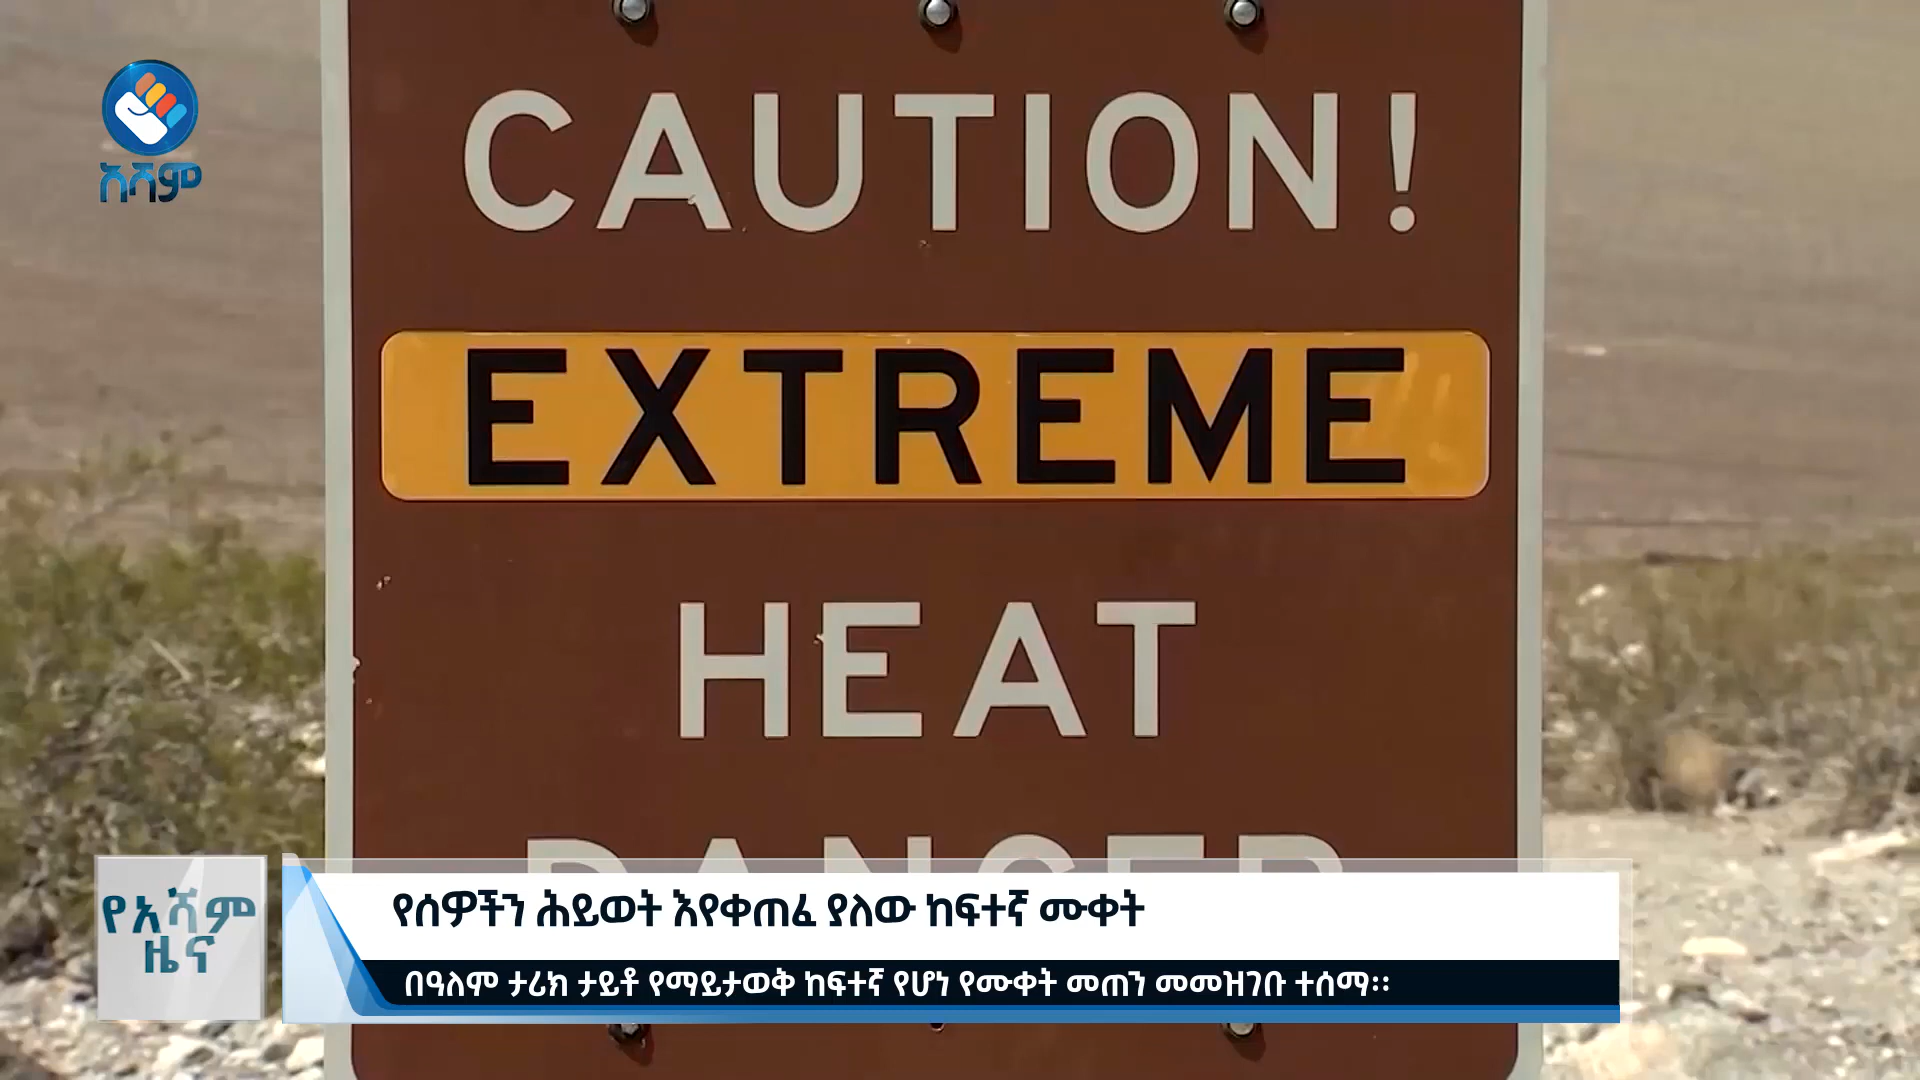 አሻም
CAUTION!
EXTREME
HEAT
DANGER
የአሻም
ዜና
የሰዎችን ሕይወት እየቀጠፈ ያለው ከፍተኛ ሙቀት
በዓለም ታሪክ ታይቶ የማይታወቅ ከፍተኛ የሆነ የሙቀት መጠን መመዝገቡ ተሰማ፡፡